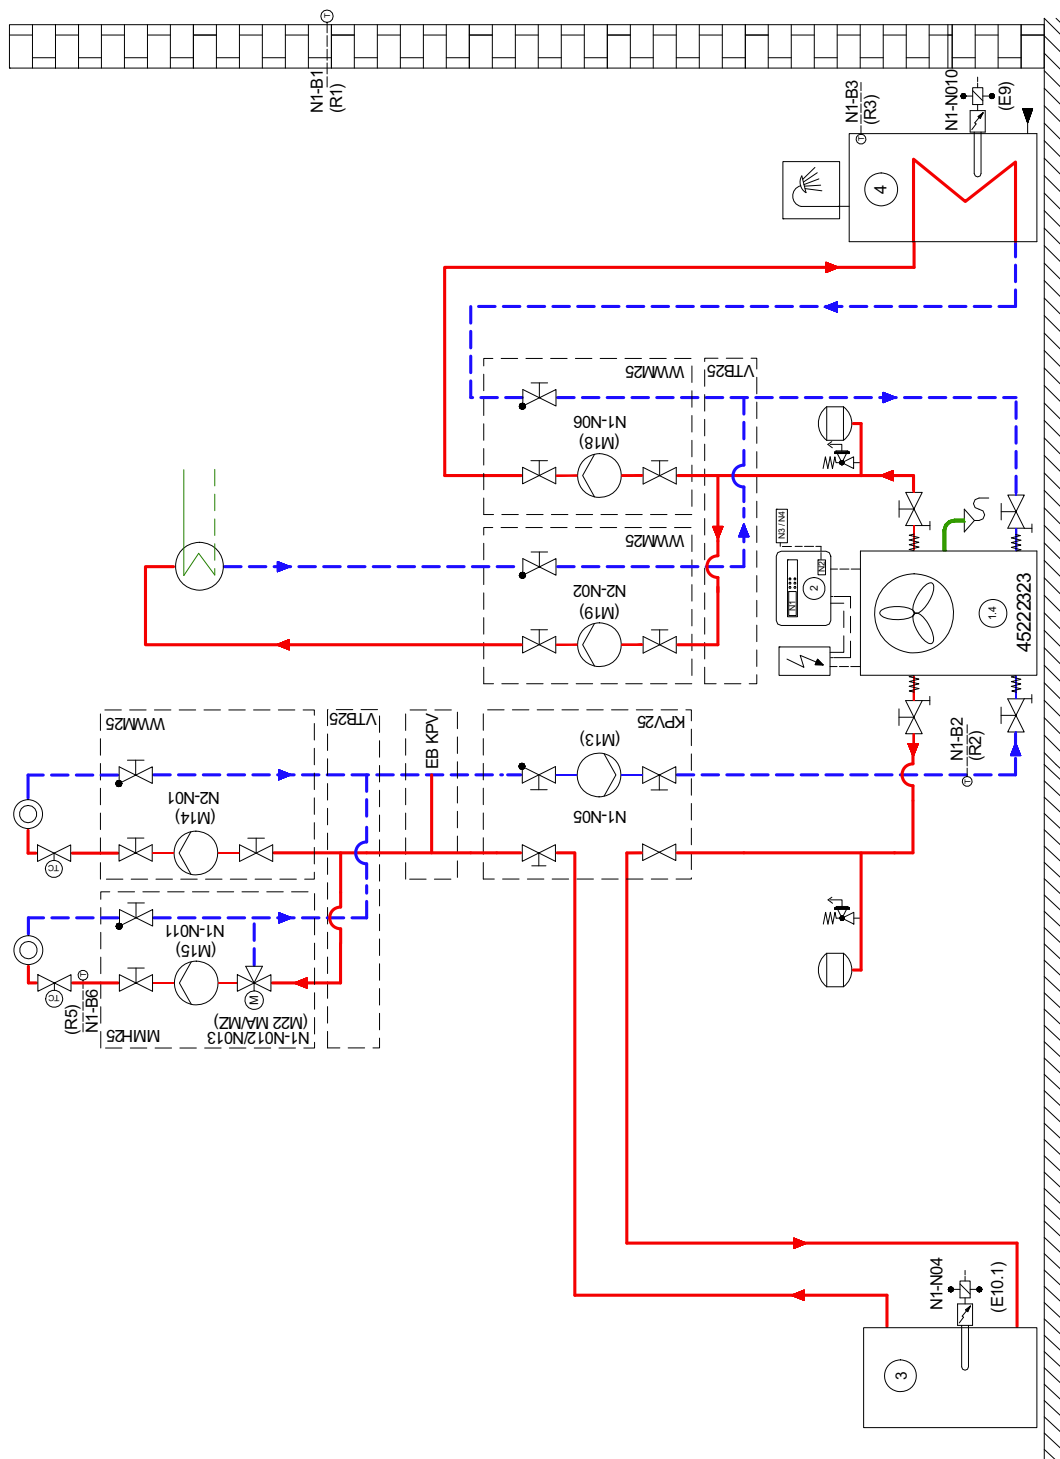 N1-B1
(R1)
N1-B3
(R3)
N1-N010
(E9)
T
T
4
WWM25
N1-N06
(M18)
VTB25
WWM25
N2-N02
(M19)
N3 / N4
N1
N2
2
1.4
45222323
WWM25
N2-N01
(M14)
VTB25
EB KPV
KPV25
(M13)
N1-N05
N1-B2
(R2)
T
TC
TC
T
(R5)
N1-B6
MMH25
N1-N011
(M15)
M
N1-N012/N013
(M22 MA/MZ)
N1-N04
(E10.1)
3